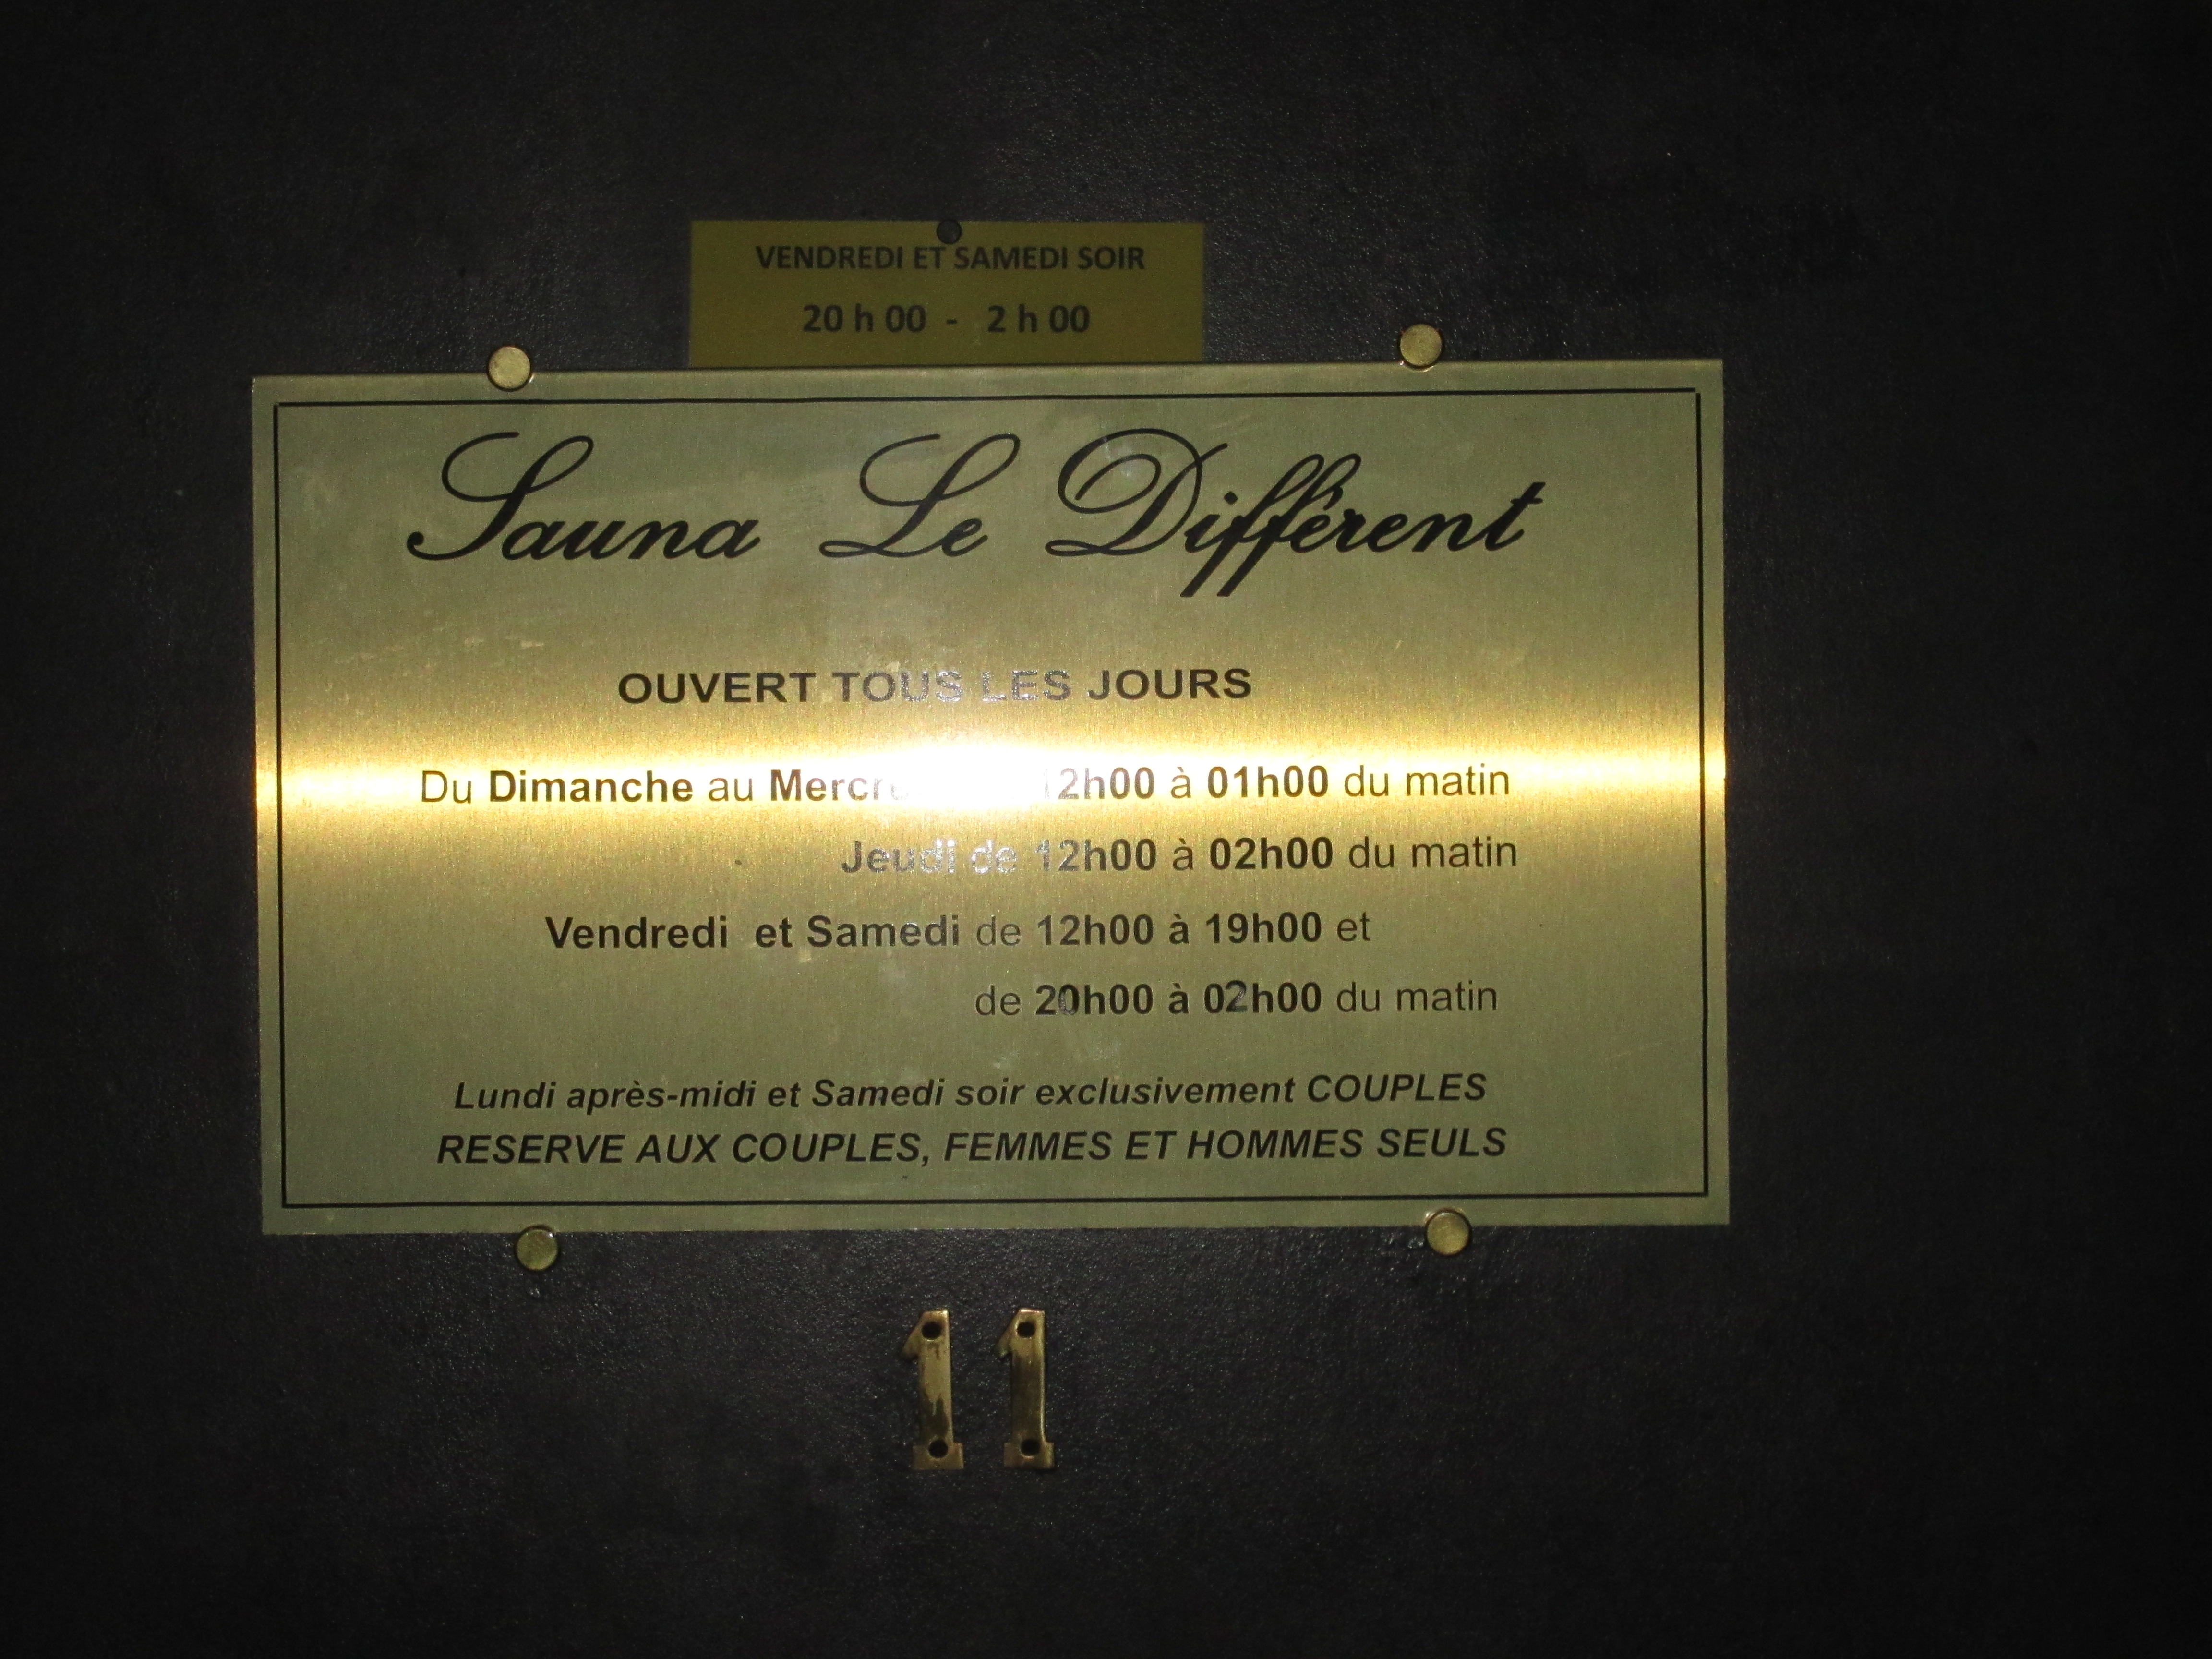 VENDREDI ET SAMEDI SOIR
20 h 00 - 2 h 00
Sauna Le Différent
OUVERT TOUS LES JOURS
Du Dimanche au 12h00 à 01h00 du matin
Jeudi de 12h00 à 02h00 du matin
Vendredi et Samedi de 12h00 à 19h00 et
de 20h00 à 02h00 du matin
Lundi après-midi et Samedi soir exclusivement COUPLES
RESERVE AUX COUPLES, FEMMES ET HOMMES SEULS
11